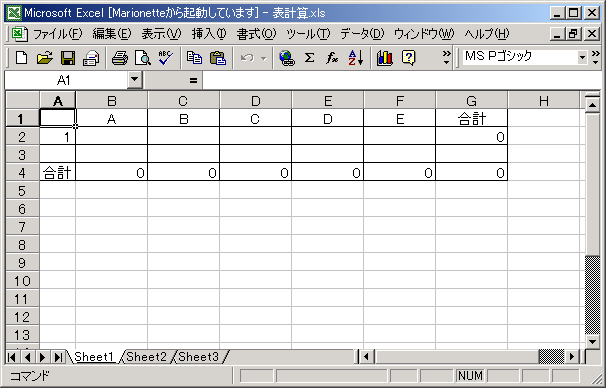 Microsoft Excel [Marionetteから起動しています] - 表計算.xls
ファイル(F) 編集(E) 表示(V) 挿入(I) 書式(O) ツール(T) データ(D) ウィンドウ(W) ヘルプ(H)
ABC Σ fx A Z ? » MS Pゴシック »
A1 =
A B C D E F G H
1 A B C D E 合計
2 1 0
3
4 合計 0 0 0 0 0 0
5
6
7
8
9
10
11
12
13
Sheet1 Sheet2 Sheet3
コマンド NUM